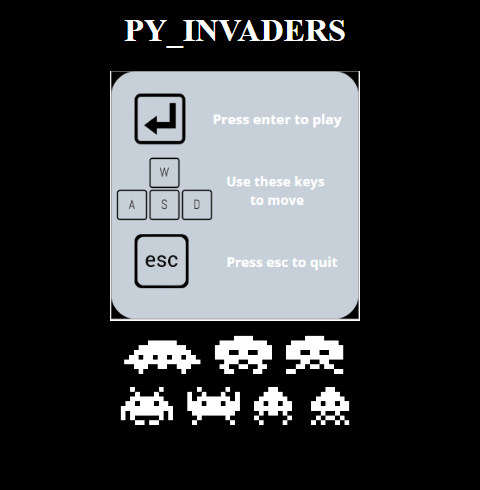 PY_INVADERS
Press enter to play
W
Use these keys
to move
A S D
esc
Press esc to quit